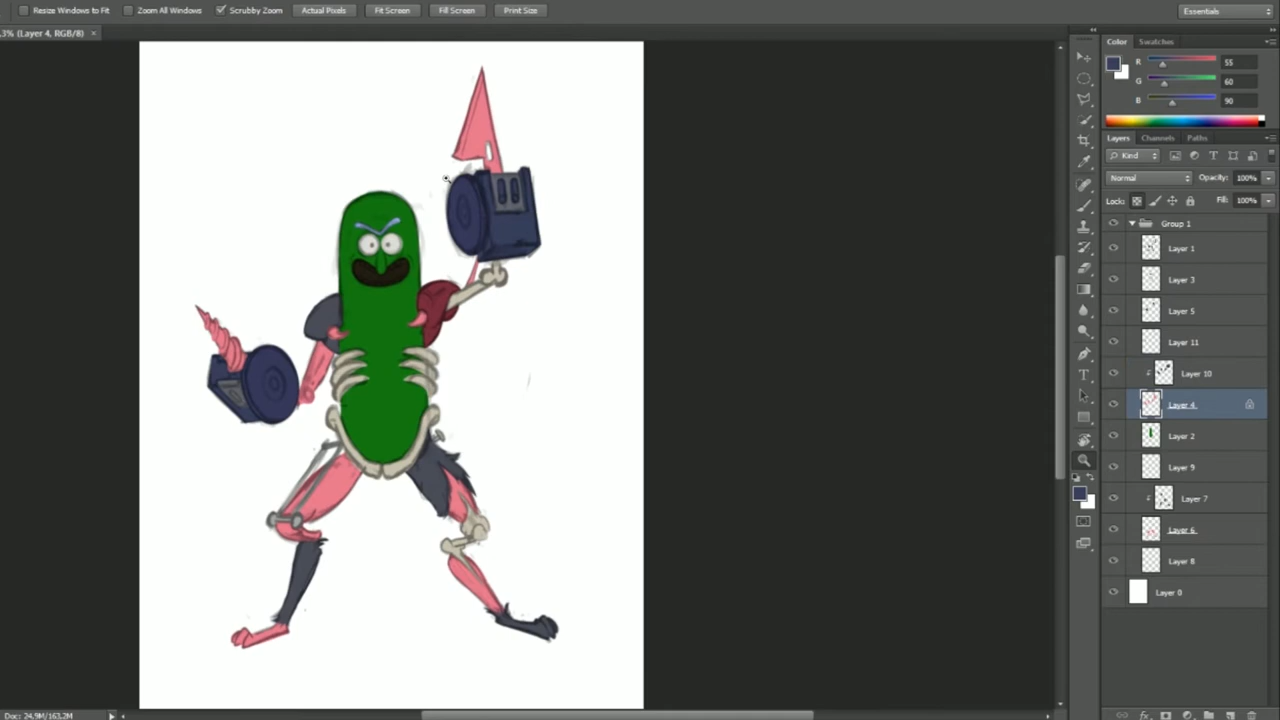 Resize Windows to Fit Zoom All Windows Scrubby Zoom Actual Pixels Fit Screen Fill Screen Print Size Essentials
.3% (Layer 4, RGB/8) ×
Color Swatches
R 55
G 60
B 90
Layers Channels Paths
Kind
Normal Opacity: 100%
Lock: Fill: 100%
Group 1
Layer 1
Layer 3
Layer 5
Layer 11
Layer 10
Layer 4
Layer 2
Layer 9
Layer 7
Layer 6
Layer 8
Layer 0
Doc: 24,9M/163,2M